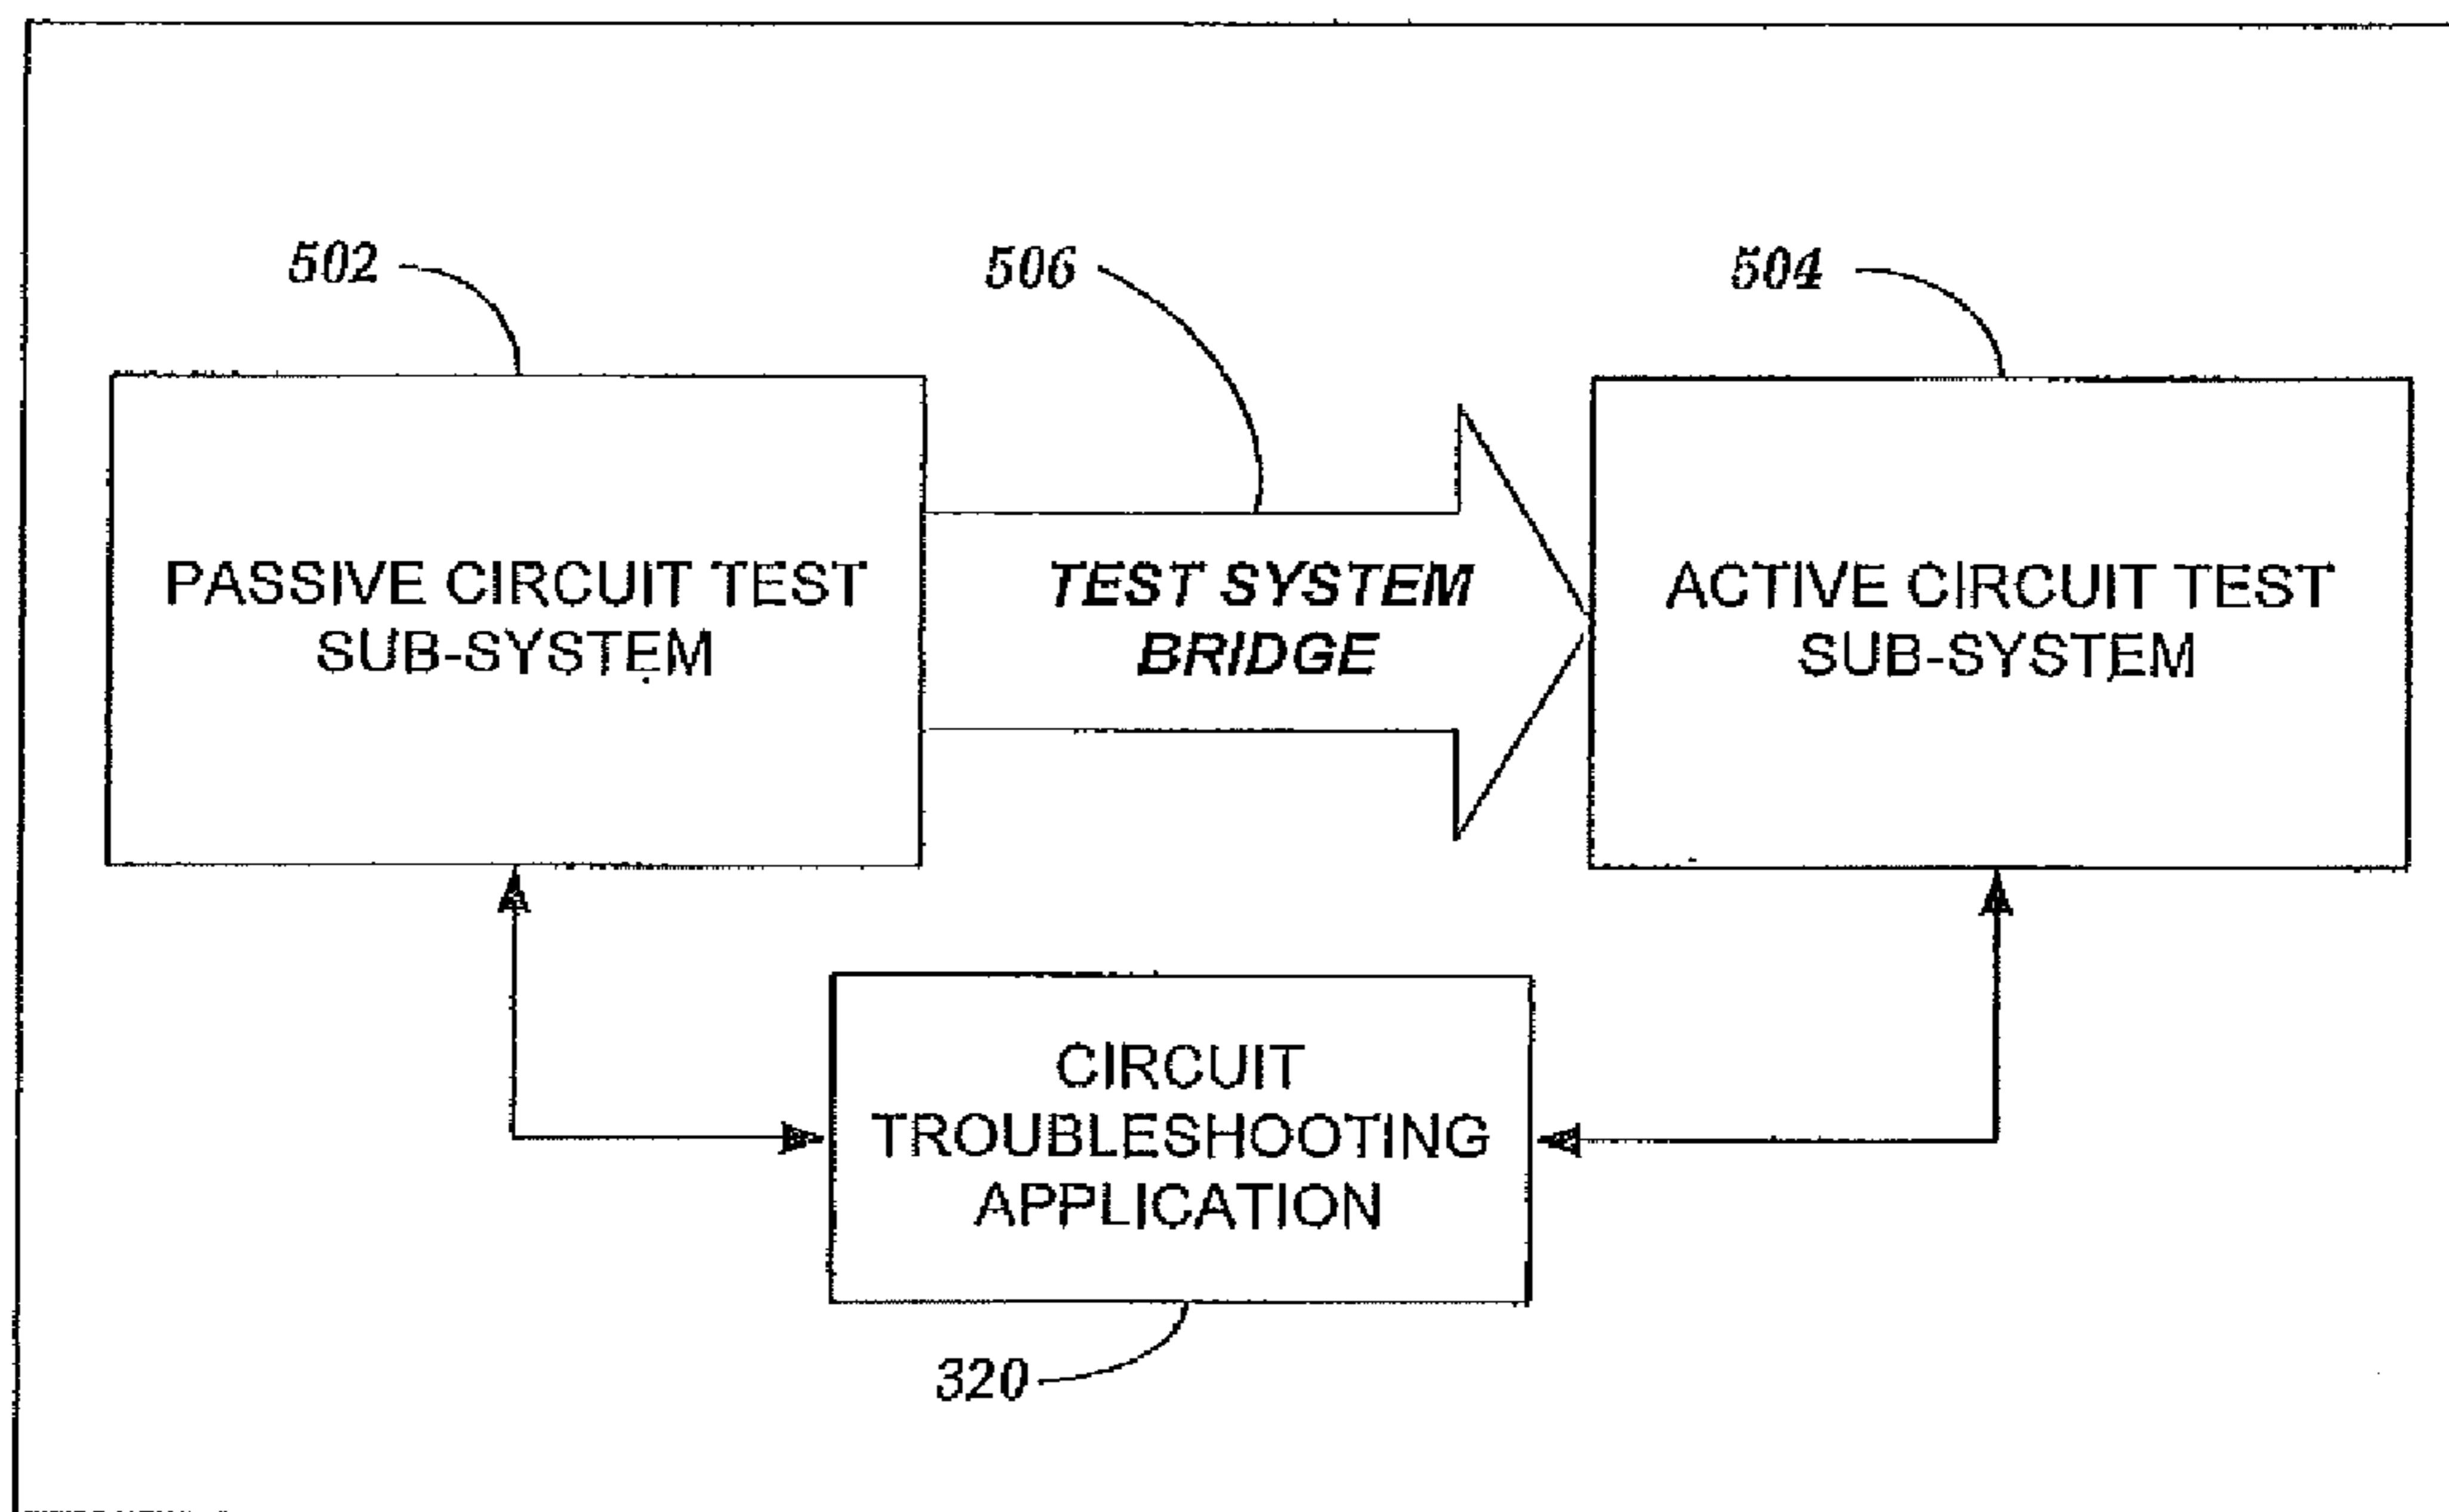 502
506
504
PASSIVE CIRCUIT TEST
SUB-SYSTEM
TEST SYSTEM
BRIDGE
ACTIVE CIRCUIT TEST
SUB-SYSTEM
CIRCUIT
TROUBLESHOOTING
APPLICATION
320